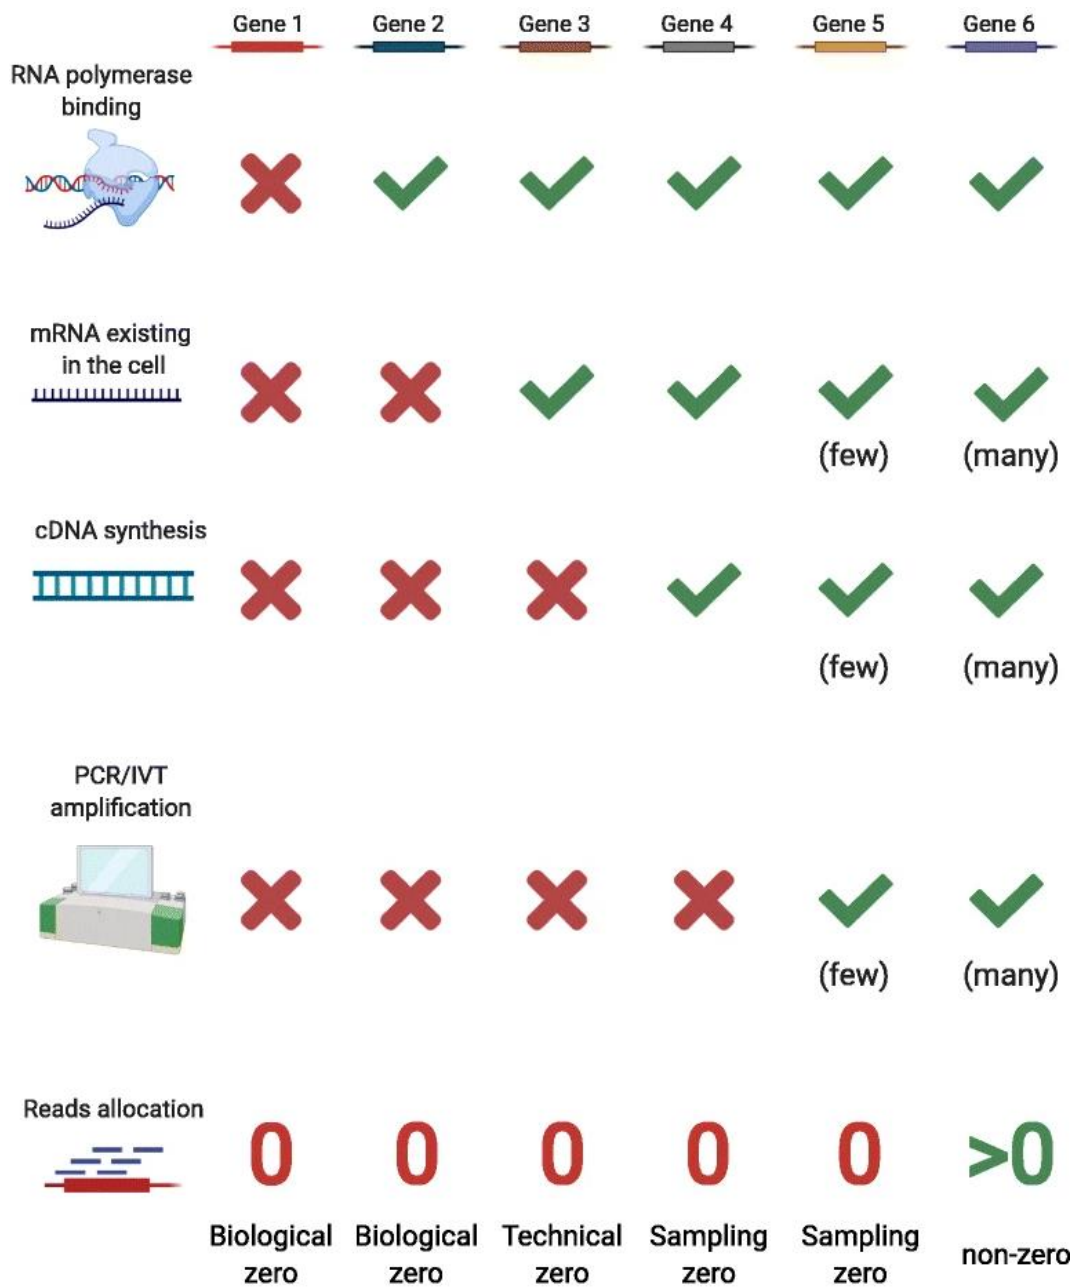 Gene 1 Gene 2 Gene 3 Gene 4 Gene 5 Gene 6
RNA polymerase
binding
mRNA existing
in the cell
(few) (many)
cDNA synthesis
(few) (many)
PCR/IVT
amplification
(few) (many)
Reads allocation
0 0 0 0 0 >0
Biological Biological Technical Sampling Sampling non-zero
zero zero zero zero zero